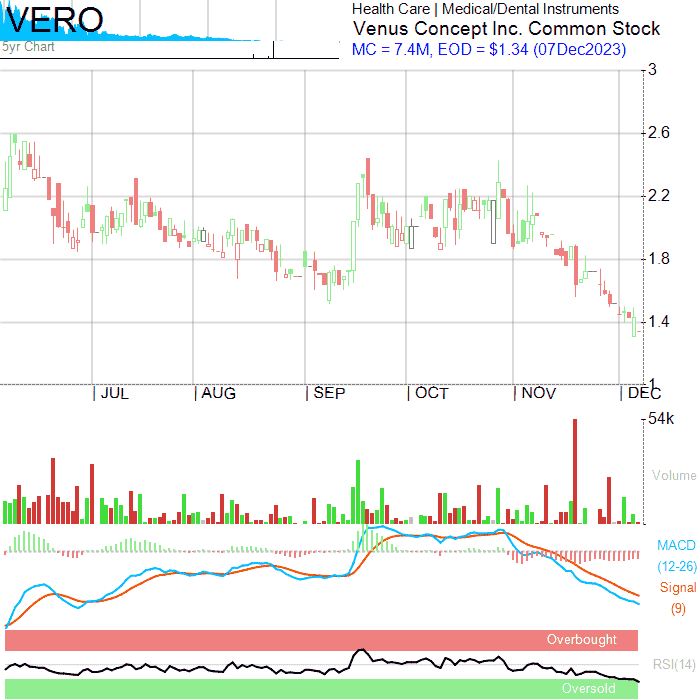 VERO
5yr Chart
Health Care | Medical/Dental Instruments
Venus Concept Inc. Common Stock
MC = 7.4M, EOD = $1.34 (07Dec2023)
3
2.6
2.2
1.8
1.4
1
JUL AUG SEP OCT NOV DEC
54k
Volume
MACD
(12-26)
Signal
(9)
Overbought
RSI(14)
Oversold